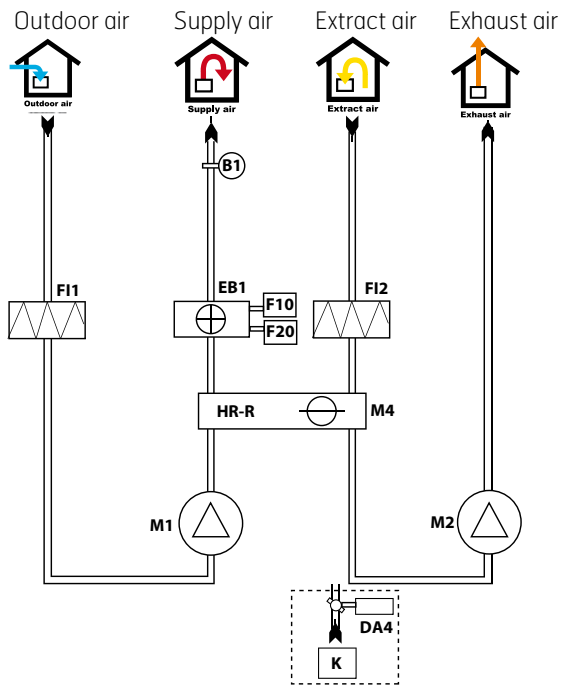 Outdoor air Supply air Extract air Exhaust air
Outdoor air
Supply air
Extract air
Exhaust air
B1
FI1
EB1
F10
F20
FI2
HR-R
M4
M1
M2
DA4
K